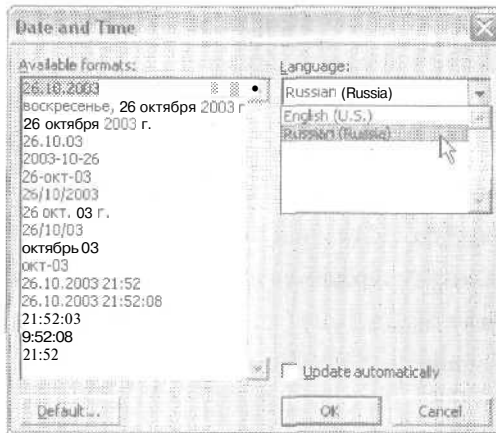 Date and Time
Available formats:
26.10.2003
воскресенье, 26 октября 2003 г
26 октября 2003 г.
26.10.03
2003-10-26
26-окт-03
26/10/2003
26 окт. 03 г.
26/10/03
октябрь 03
окт-03
26.10.2003 21:52
26.10.2003 21:52:08
21:52:03
9:52:08
21:52
Default...
Language:
Russian (Russia)
English (U.S.)
Russian (Russia)
Update automatically
OK
Cancel